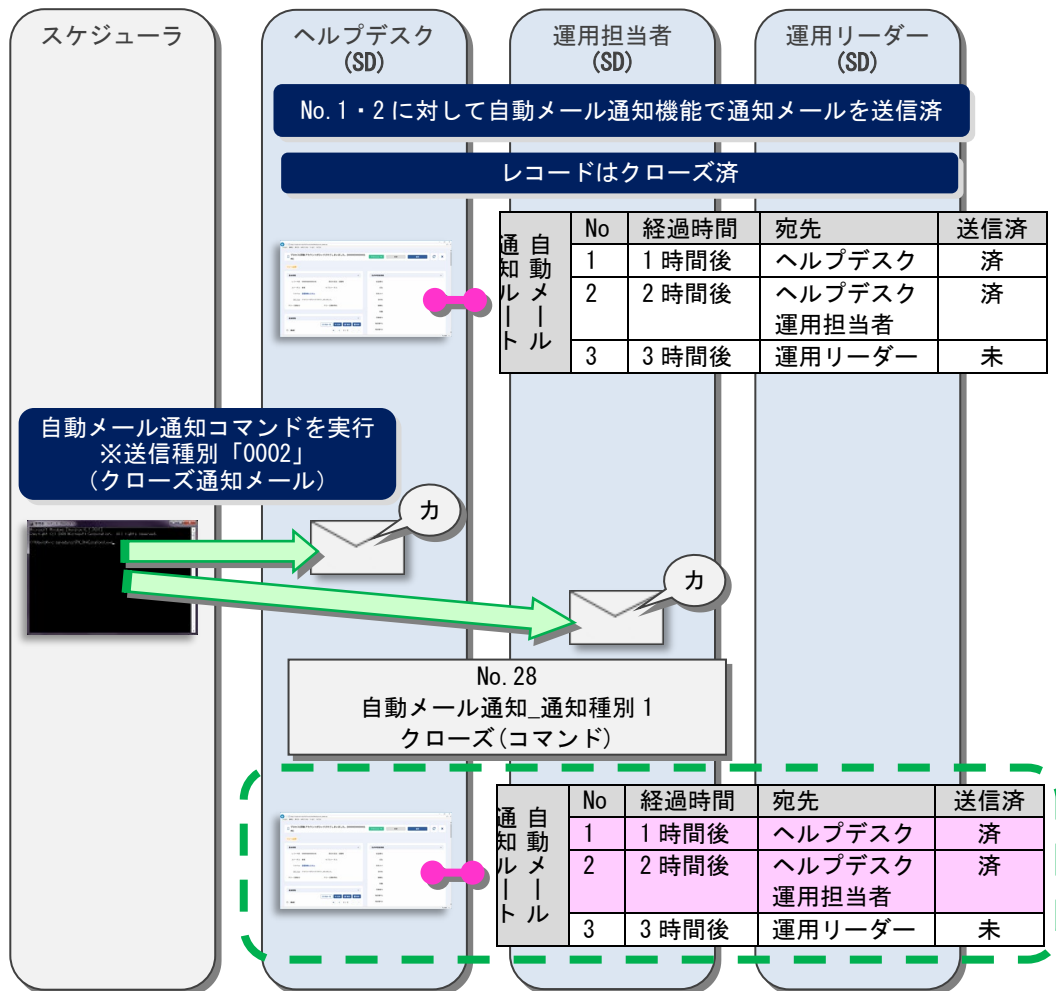 スケジューラ
ヘルプデスク
(SD)
運用担当者
(SD)
運用リーダー
(SD)
No.1・2に対して自動メール通知機能で通知メールを送信済
レコードはクローズ済
自動メール通知ルート
No 経過時間 宛先 送信済
1 1時間後 ヘルプデスク 済
2 2時間後 ヘルプデスク 済
運用担当者
3 3時間後 運用リーダー 未
自動メール通知コマンドを実行
※送信種別「0002」
(クローズ通知メール)
カ
カ
No.28
自動メール通知_通知種別1
クローズ(コマンド)
自動メール通知ルート
No 経過時間 宛先 送信済
1 1時間後 ヘルプデスク 済
2 2時間後 ヘルプデスク 済
運用担当者
3 3時間後 運用リーダー 未